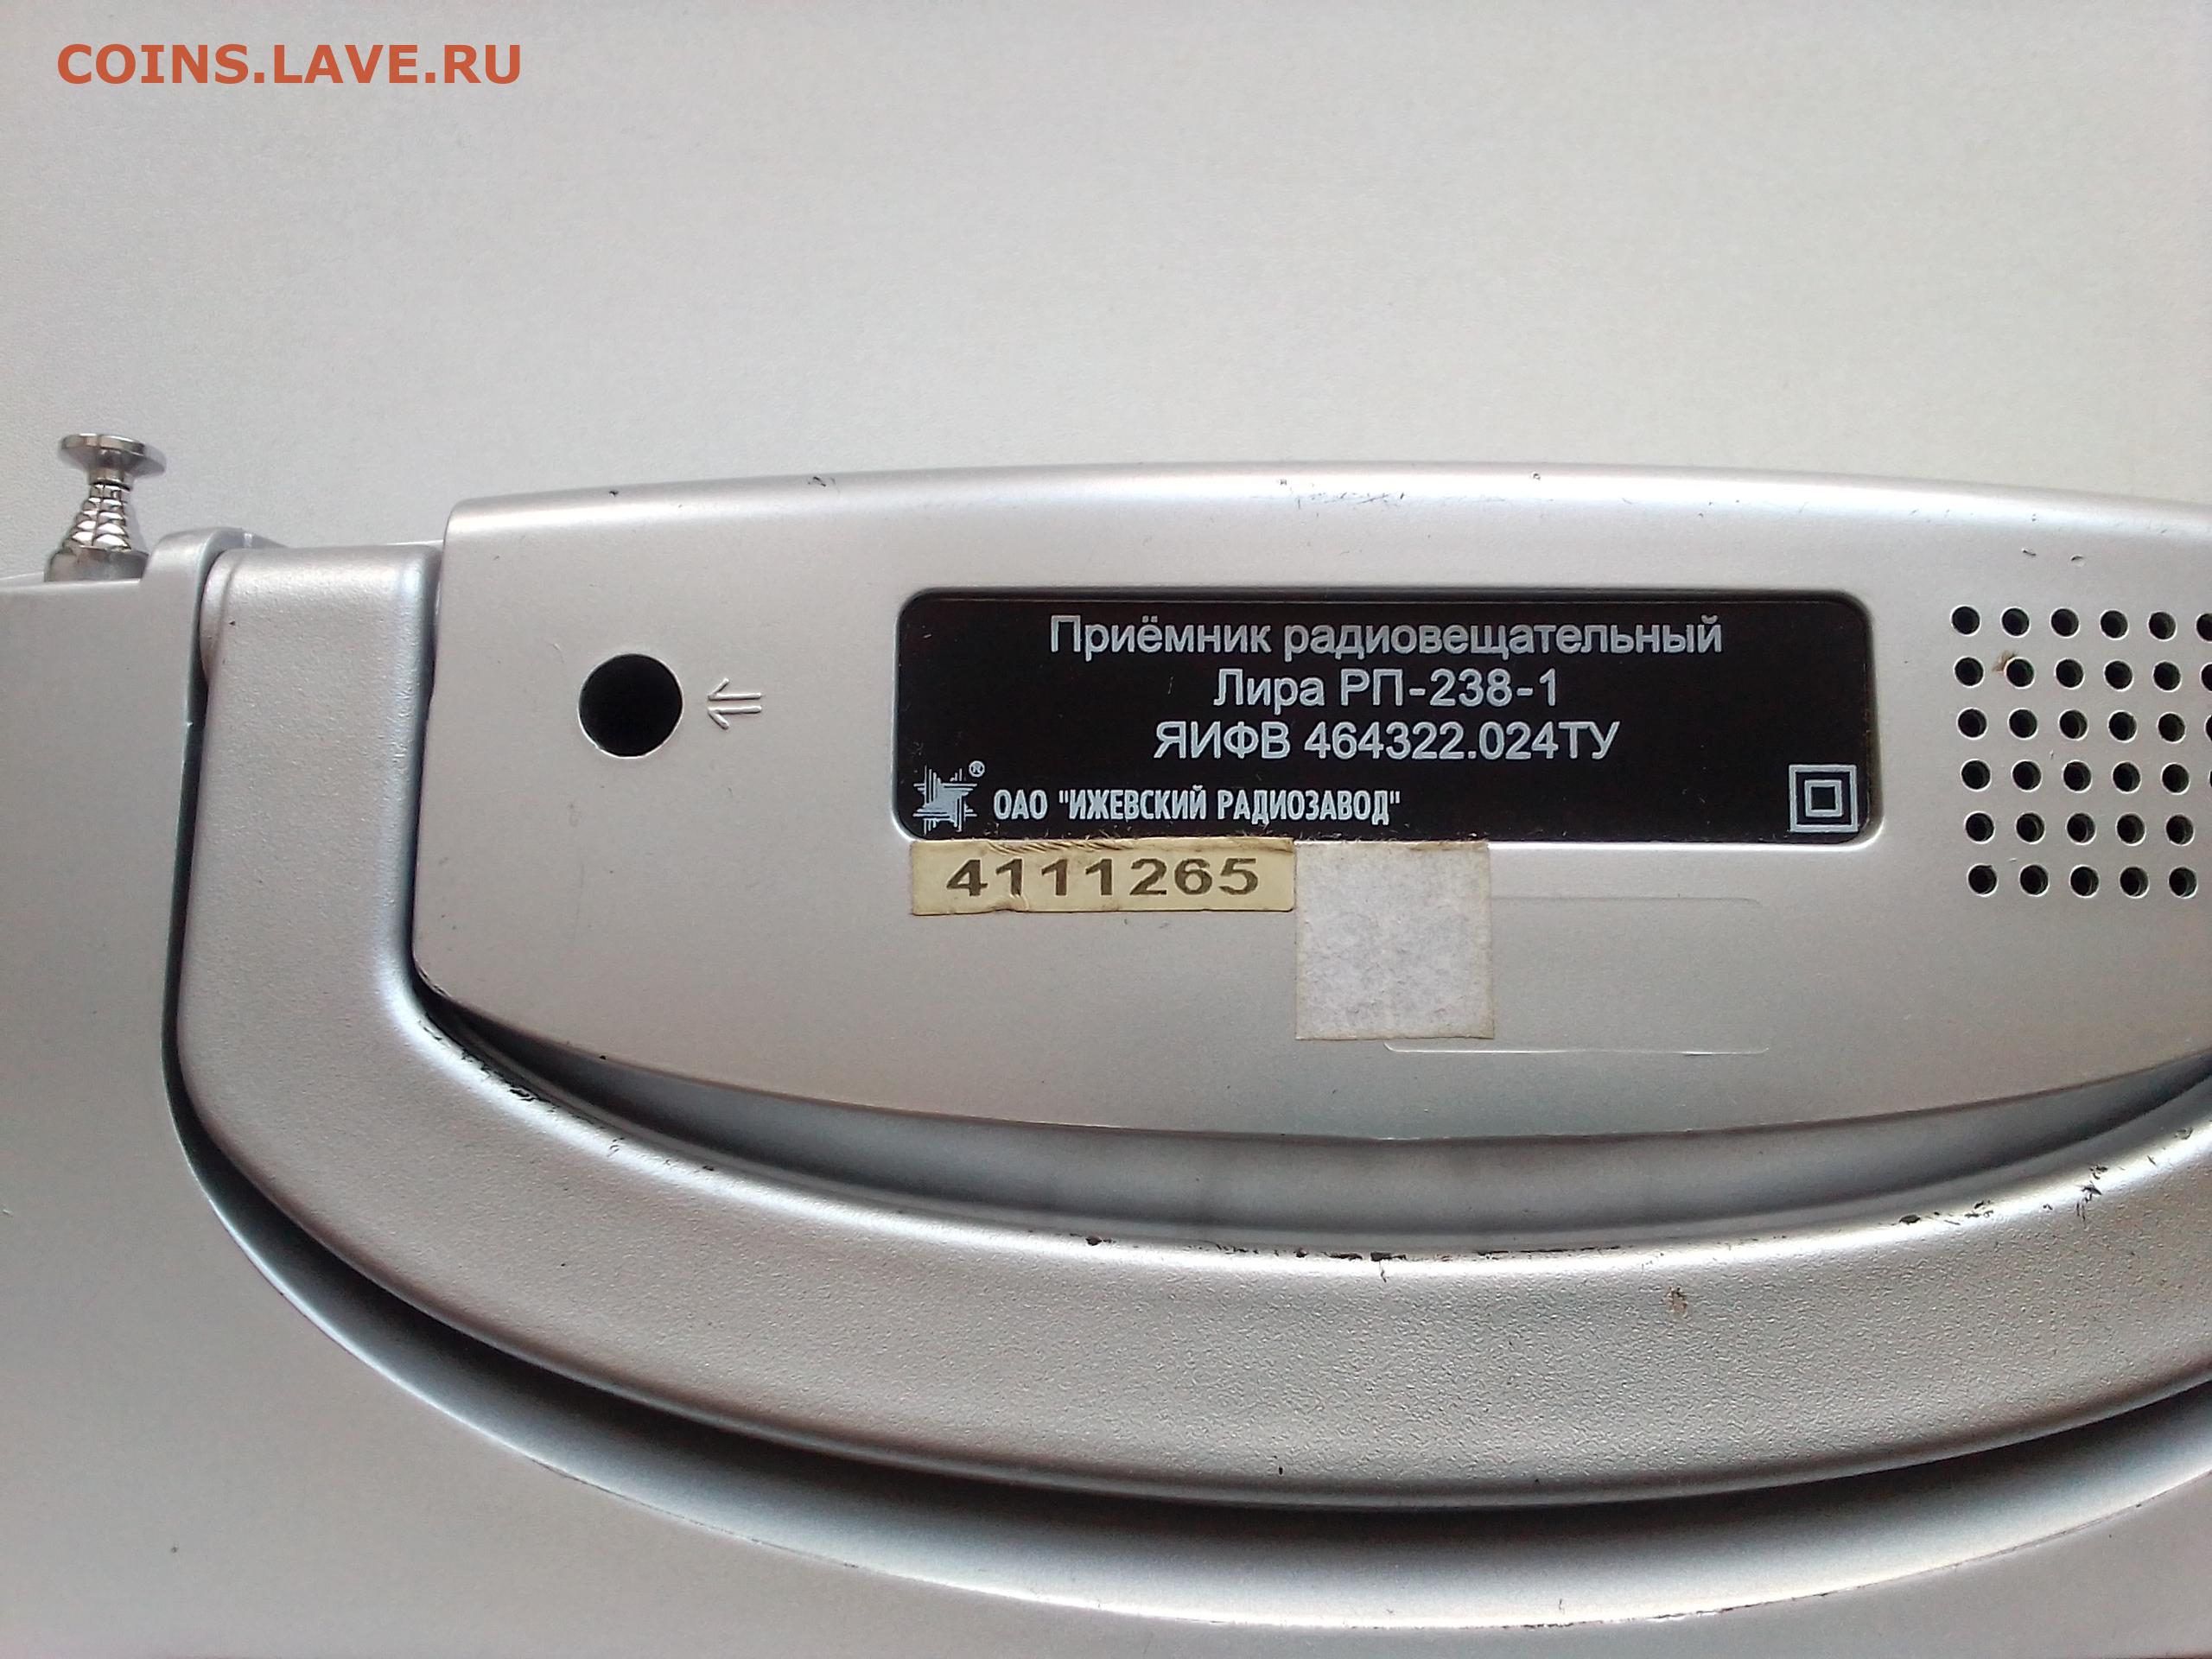 COINS.LAVE.RU
Приёмник радиовещательный
Лира РП-238-1
ЯИФВ 464322.024ТУ
® ОАО "ИЖЕВСКИЙ РАДИОЗАВОД"
4111265